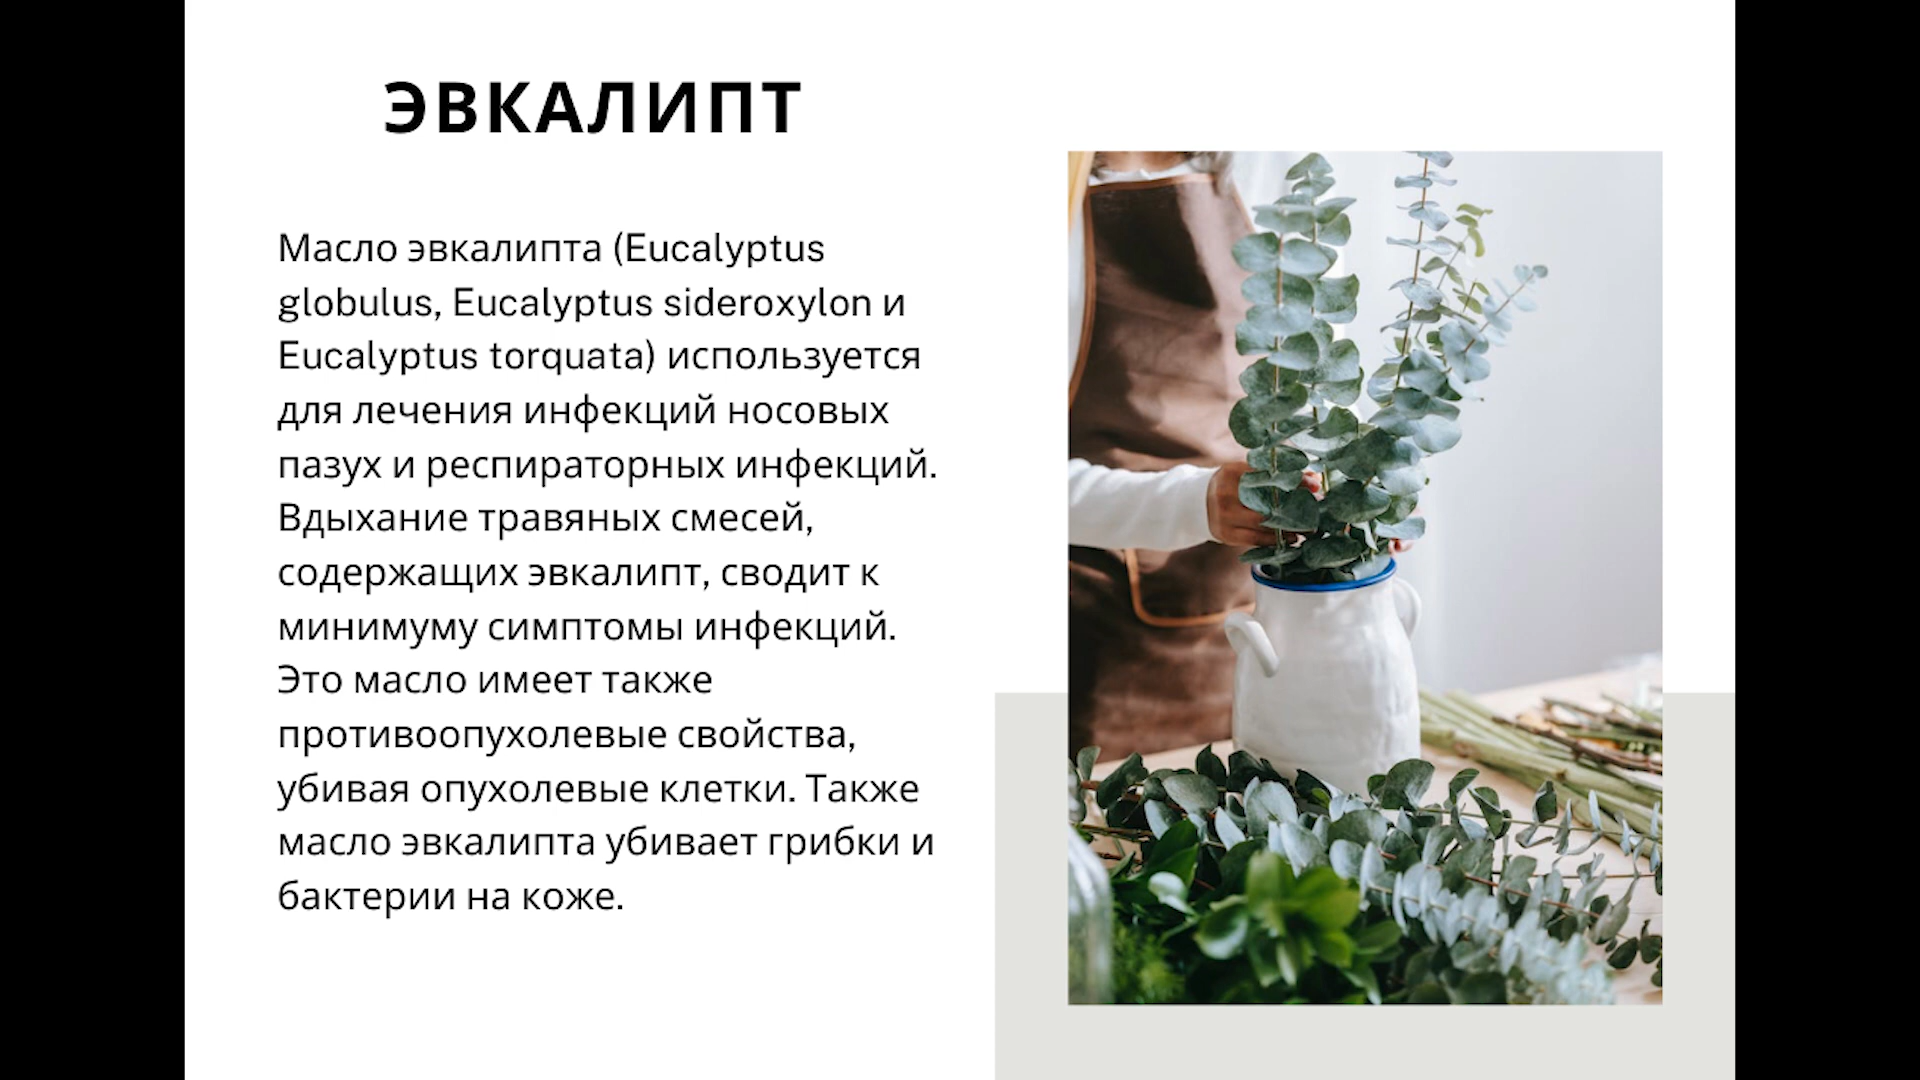 ЭВКАЛИПТ
Масло эвкалипта (Eucalyptus
globulus, Eucalyptus sideroxylon и
Eucalyptus torquata) используется
для лечения инфекций носовых
пазух и респираторных инфекций.
Вдыхание травяных смесей,
содержащих эвкалипт, сводит к
минимуму симптомы инфекций.
Это масло имеет также
противоопухолевые свойства,
убивая опухолевые клетки. Также
масло эвкалипта убивает грибки и
бактерии на коже.